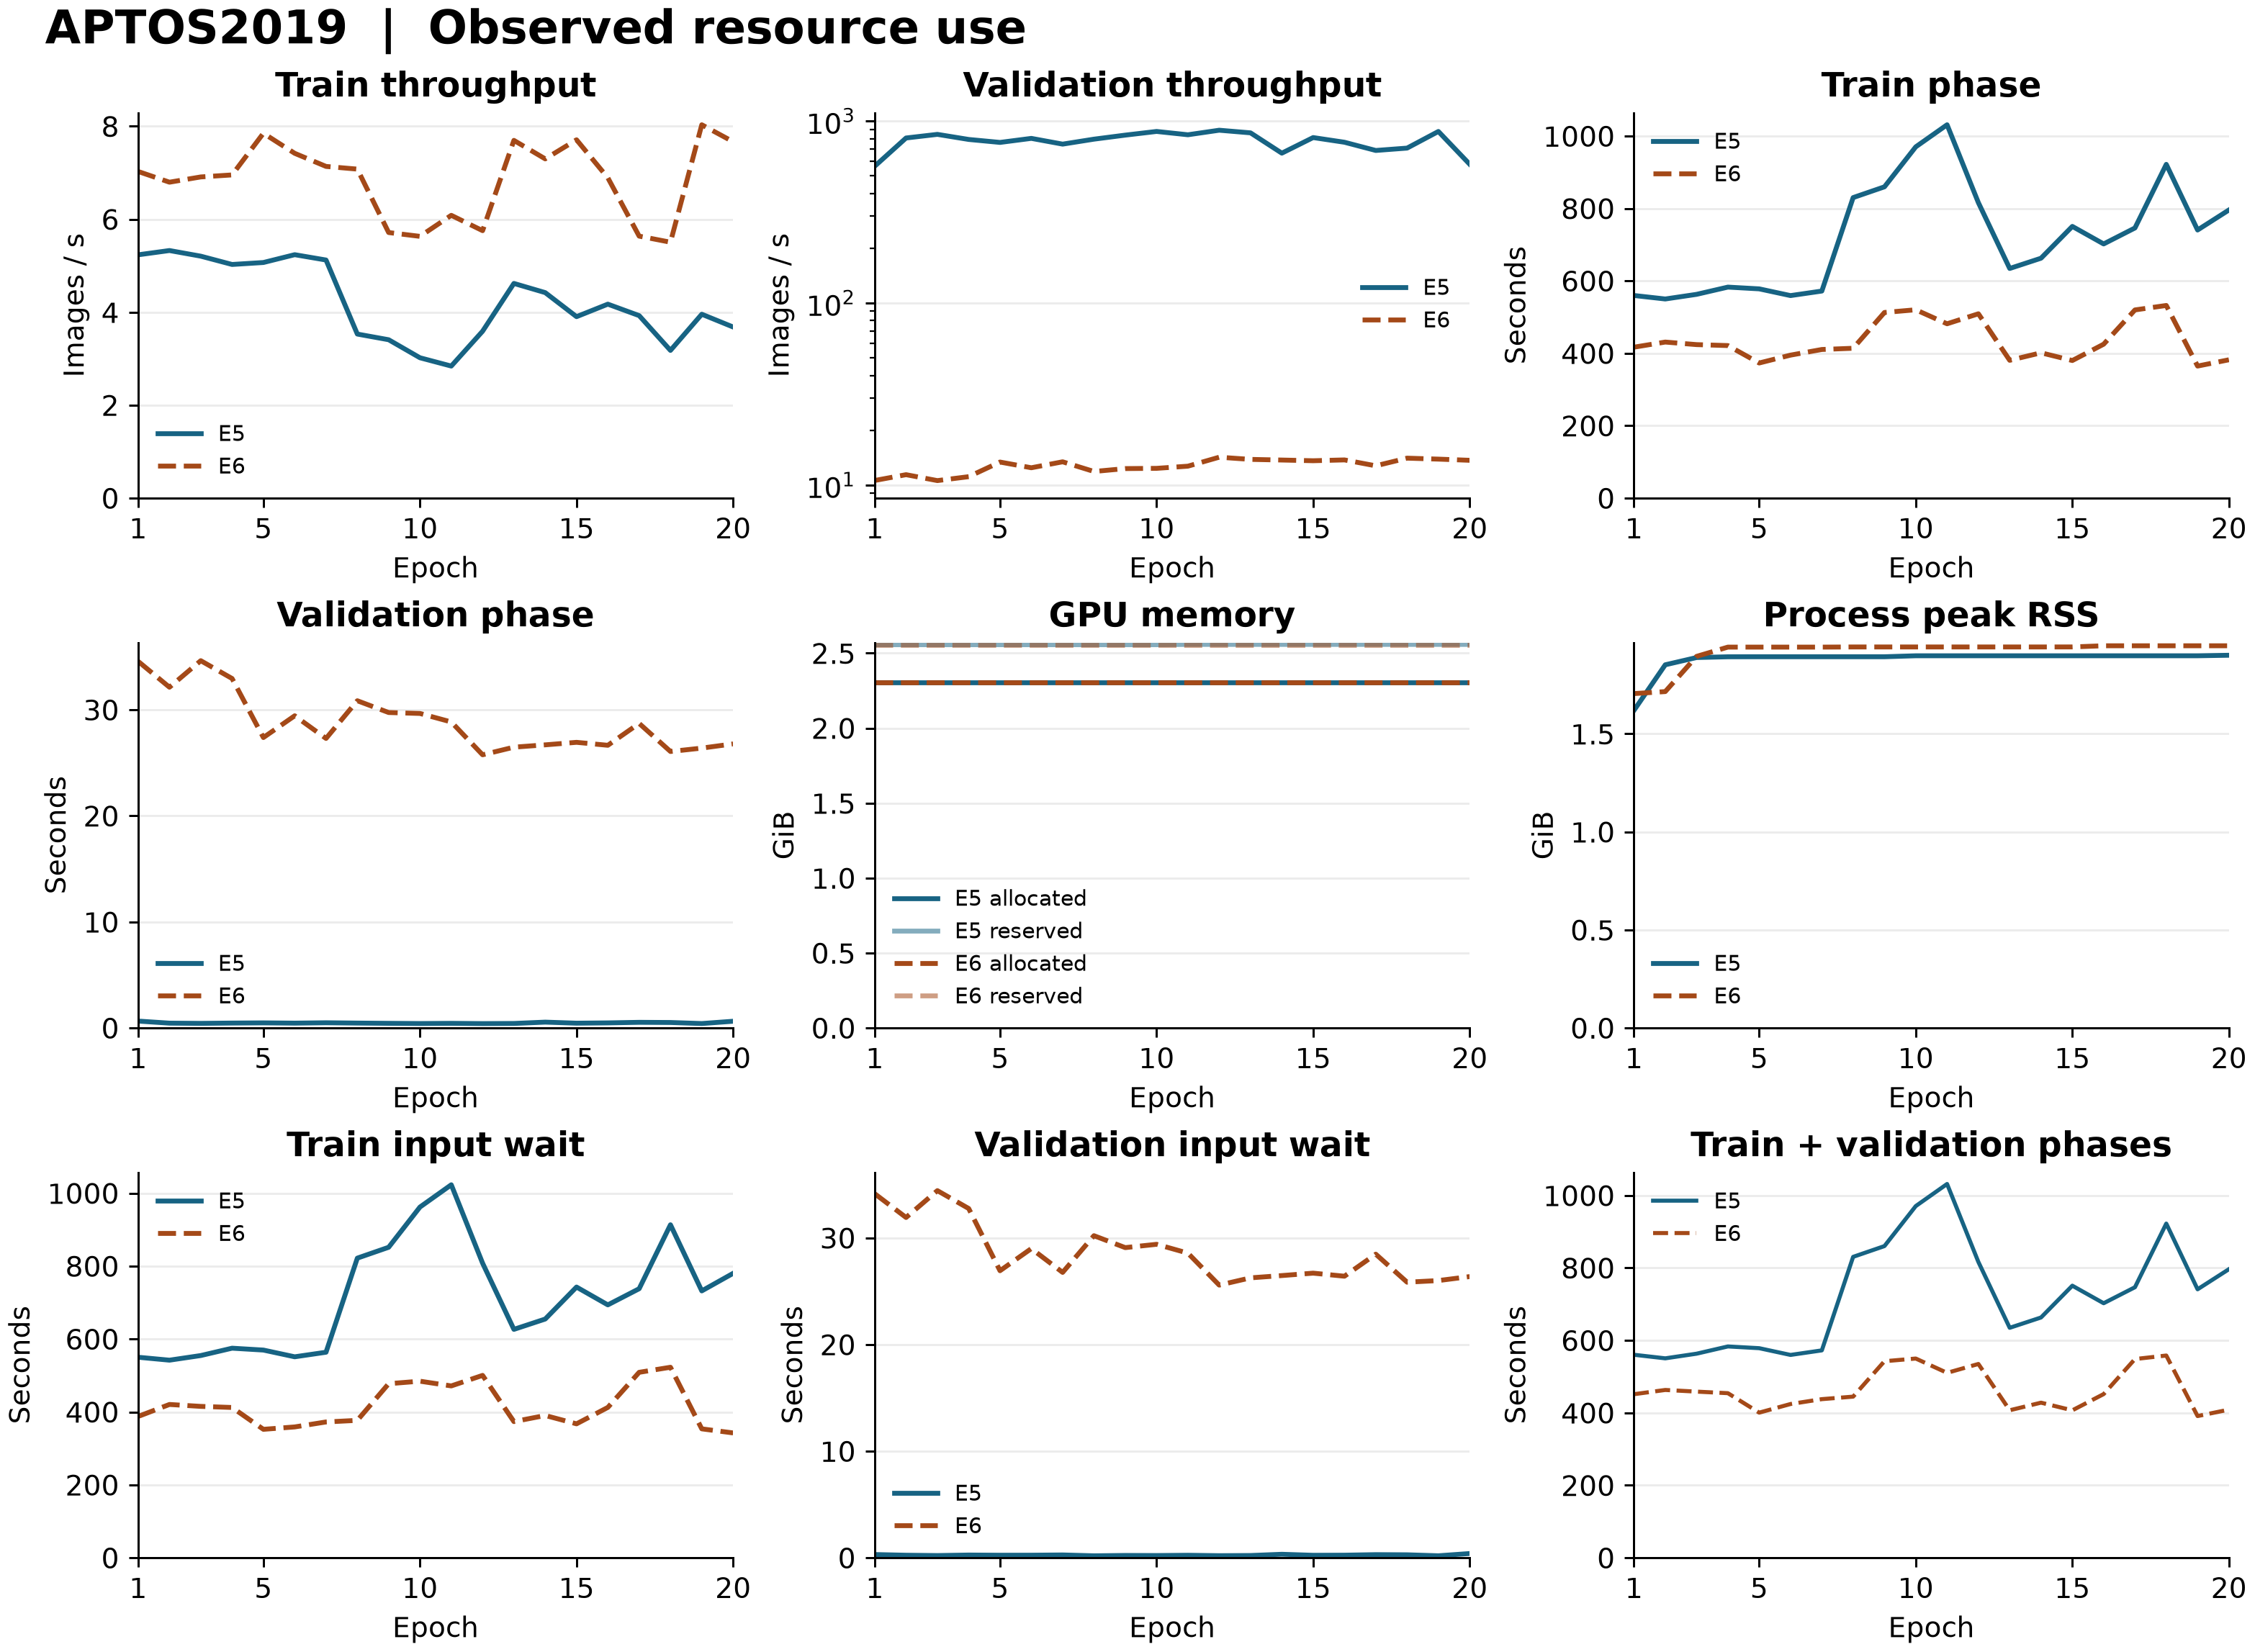 APTOS2019 | Observed resource use
Train throughput
Images / s
8
6
4
2
0
E5
E6
1 5 10 15 20
Epoch
Validation throughput
Images / s
10³
10²
10¹
E5
E6
1 5 10 15 20
Epoch
Train phase
Seconds
1000
800
600
400
200
0
E5
E6
1 5 10 15 20
Epoch
Validation phase
Seconds
30
20
10
0
E5
E6
1 5 10 15 20
Epoch
GPU memory
GiB
2.5
2.0
1.5
1.0
0.5
0.0
E5 allocated
E5 reserved
E6 allocated
E6 reserved
1 5 10 15 20
Epoch
Process peak RSS
GiB
1.5
1.0
0.5
0.0
E5
E6
1 5 10 15 20
Epoch
Train input wait
Seconds
1000
800
600
400
200
0
E5
E6
1 5 10 15 20
Epoch
Validation input wait
Seconds
30
20
10
0
E5
E6
1 5 10 15 20
Epoch
Train + validation phases
Seconds
1000
800
600
400
200
0
E5
E6
1 5 10 15 20
Epoch